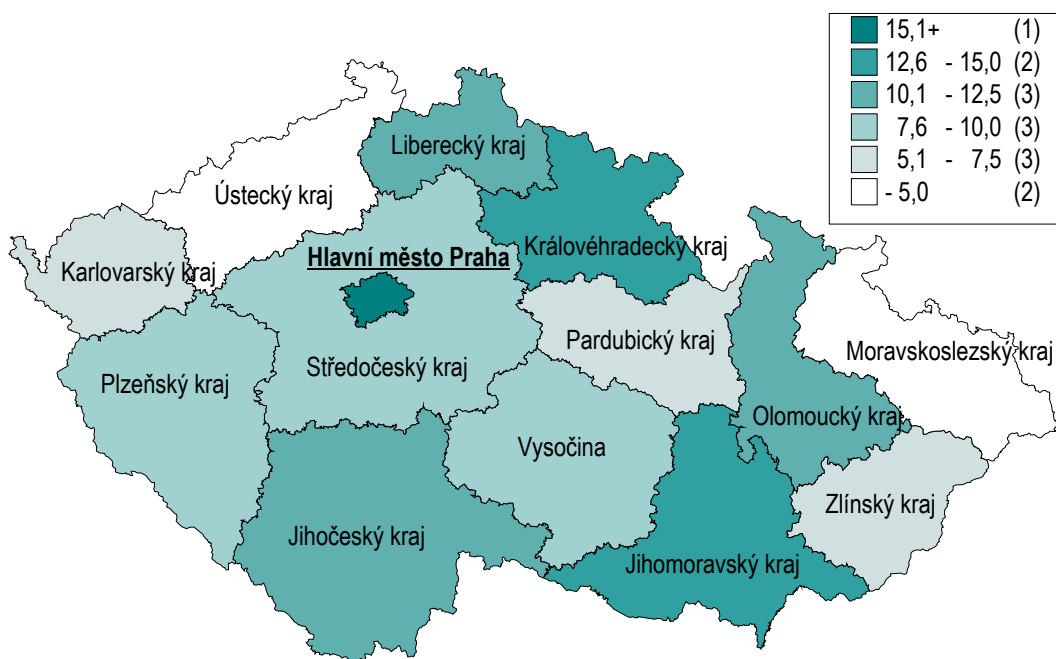 15,1+ (1)
12,6 - 15,0 (2)
10,1 - 12,5 (3)
7,6 - 10,0 (3)
5,1 - 7,5 (3)
- 5,0 (2)
Liberecký kraj
Ústecký kraj
Královéhradecký kraj
Hlavní město Praha
Karlovarský kraj
Pardubický kraj
Moravskoslezský kraj
Středočeský kraj
Plzeňský kraj
Olomoucký kraj
Vysočina
Zlínský kraj
Jihočeský kraj
Jihomoravský kraj